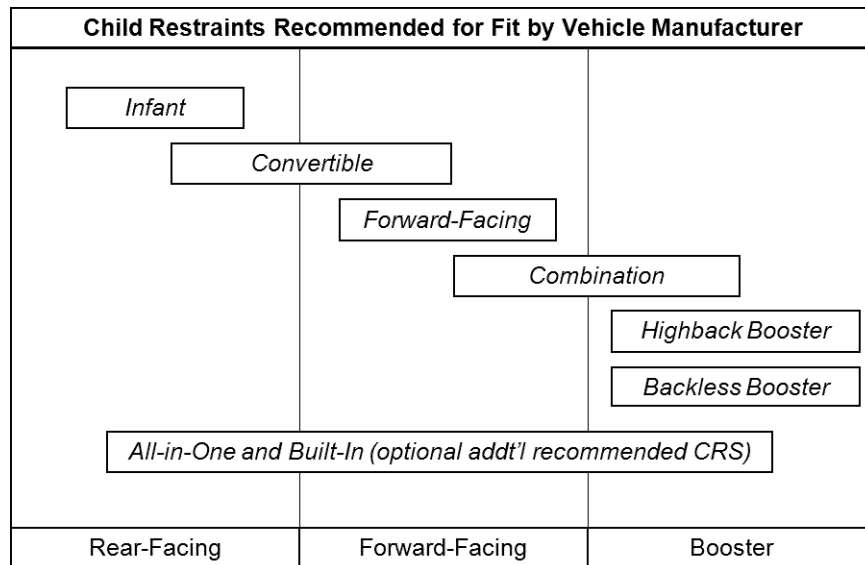 Child Restraints Recommended for Fit by Vehicle Manufacturer
Infant
Convertible
Forward-Facing
Combination
Highback Booster
Backless Booster
All-in-One and Built-In (optional addt'l recommended CRS)
Rear-Facing
Forward-Facing
Booster